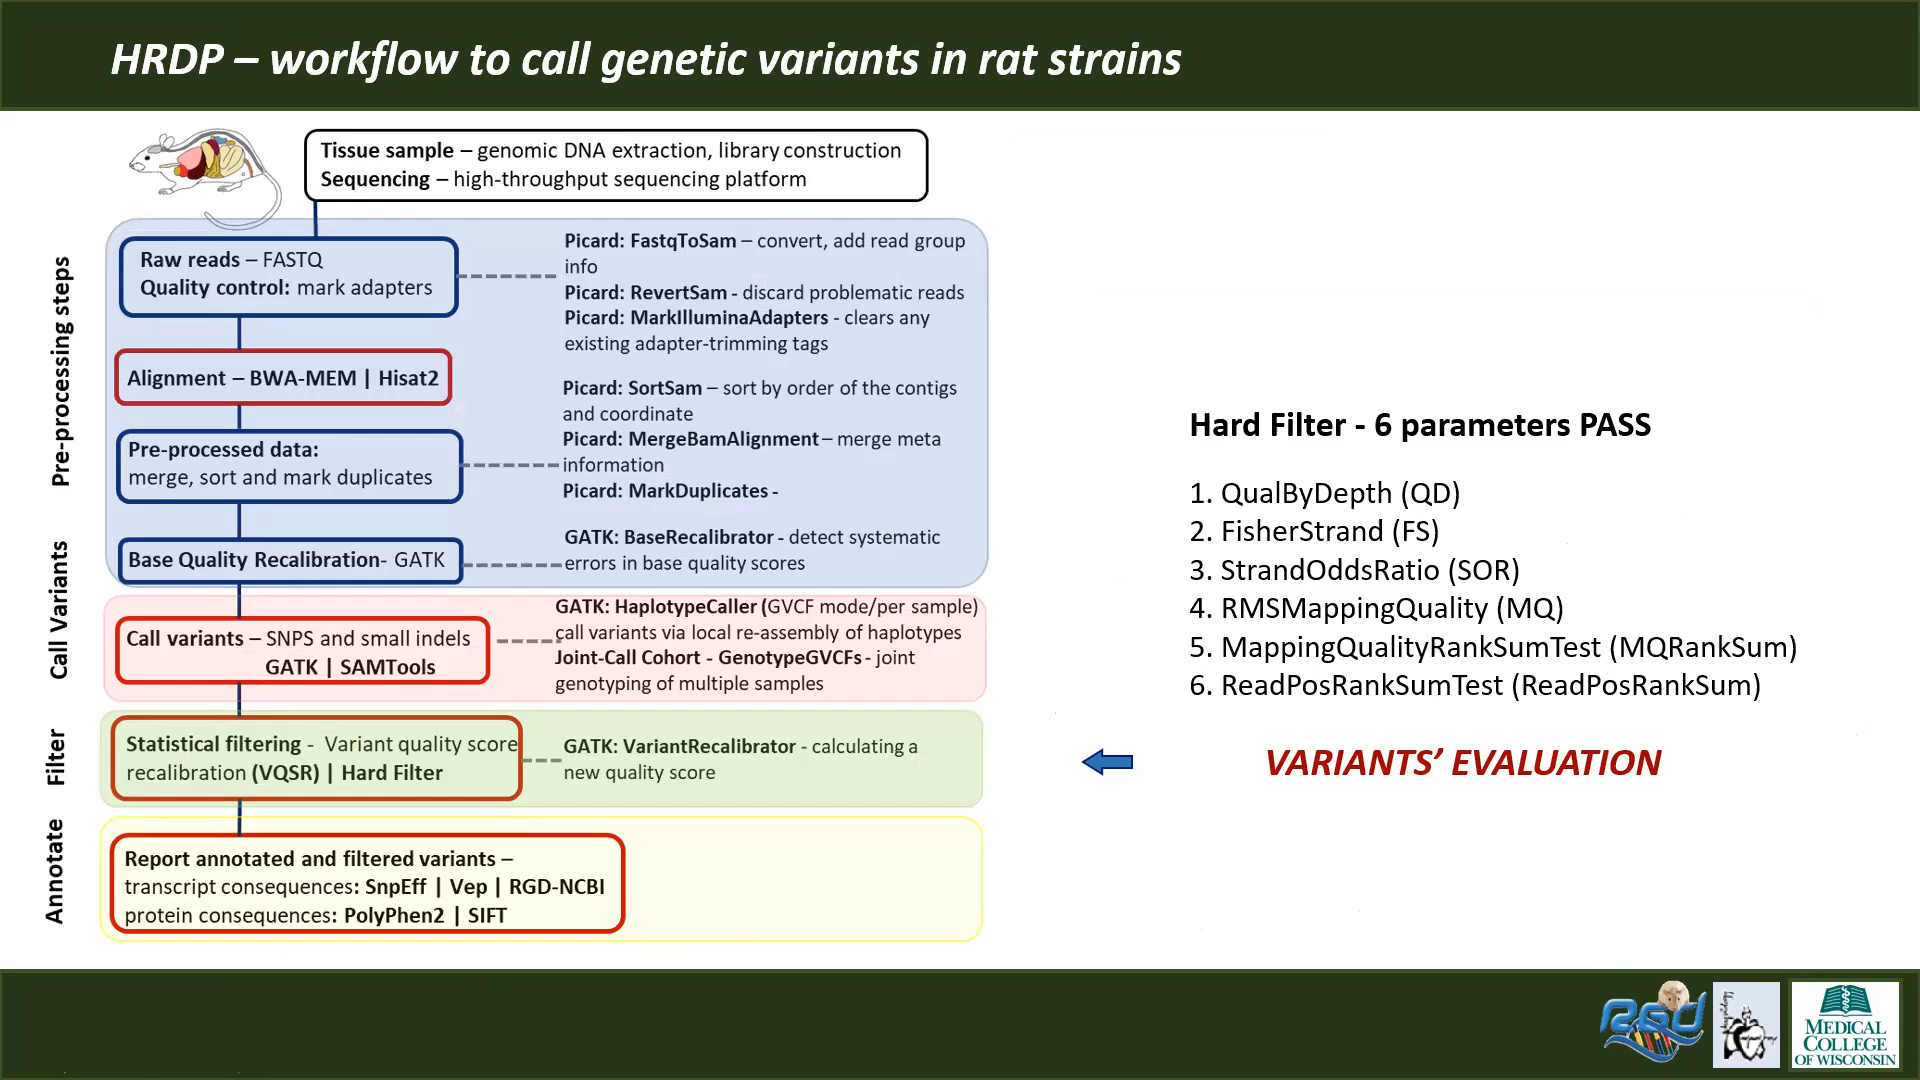 HRDP – workflow to call genetic variants in rat strains
Tissue sample – genomic DNA extraction, library construction
Sequencing – high-throughput sequencing platform
Pre-processing steps
Raw reads – FASTQ
Quality control: mark adapters
Picard: FastqToSam – convert, add read group
info
Picard: RevertSam - discard problematic reads
Picard: MarkIlluminaAdapters - clears any
existing adapter-trimming tags
Alignment – BWA-MEM | Hisat2
Pre-processed data:
merge, sort and mark duplicates
Picard: SortSam – sort by order of the contigs
and coordinate
Picard: MergeBamAlignment – merge meta
information
Picard: MarkDuplicates -
Base Quality Recalibration- GATK
GATK: BaseRecalibrator - detect systematic
errors in base quality scores
Call Variants
Call variants – SNPS and small indels
GATK | SAMTools
GATK: HaplotypeCaller (GVCF mode/per sample)
call variants via local re-assembly of haplotypes
Joint-Call Cohort - GenotypeGVCFs - joint
genotyping of multiple samples
Filter
Statistical filtering - Variant quality score
recalibration (VQSR) | Hard Filter
GATK: VariantRecalibrator - calculating a
new quality score
Annotate
Report annotated and filtered variants –
transcript consequences: SnpEff | Vep | RGD-NCBI
protein consequences: PolyPhen2 | SIFT
Hard Filter - 6 parameters PASS
1. QualByDepth (QD)
2. FisherStrand (FS)
3. StrandOddsRatio (SOR)
4. RMSMappingQuality (MQ)
5. MappingQualityRankSumTest (MQRankSum)
6. ReadPosRankSumTest (ReadPosRankSum)
VARIANTS’ EVALUATION
RGD
MEDICAL
COLLEGE
OF WISCONSIN